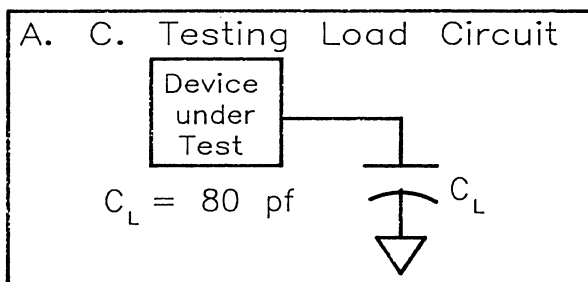 A. C. Testing Load Circuit
Device
under
Test
C_L = 80 pf
C_L